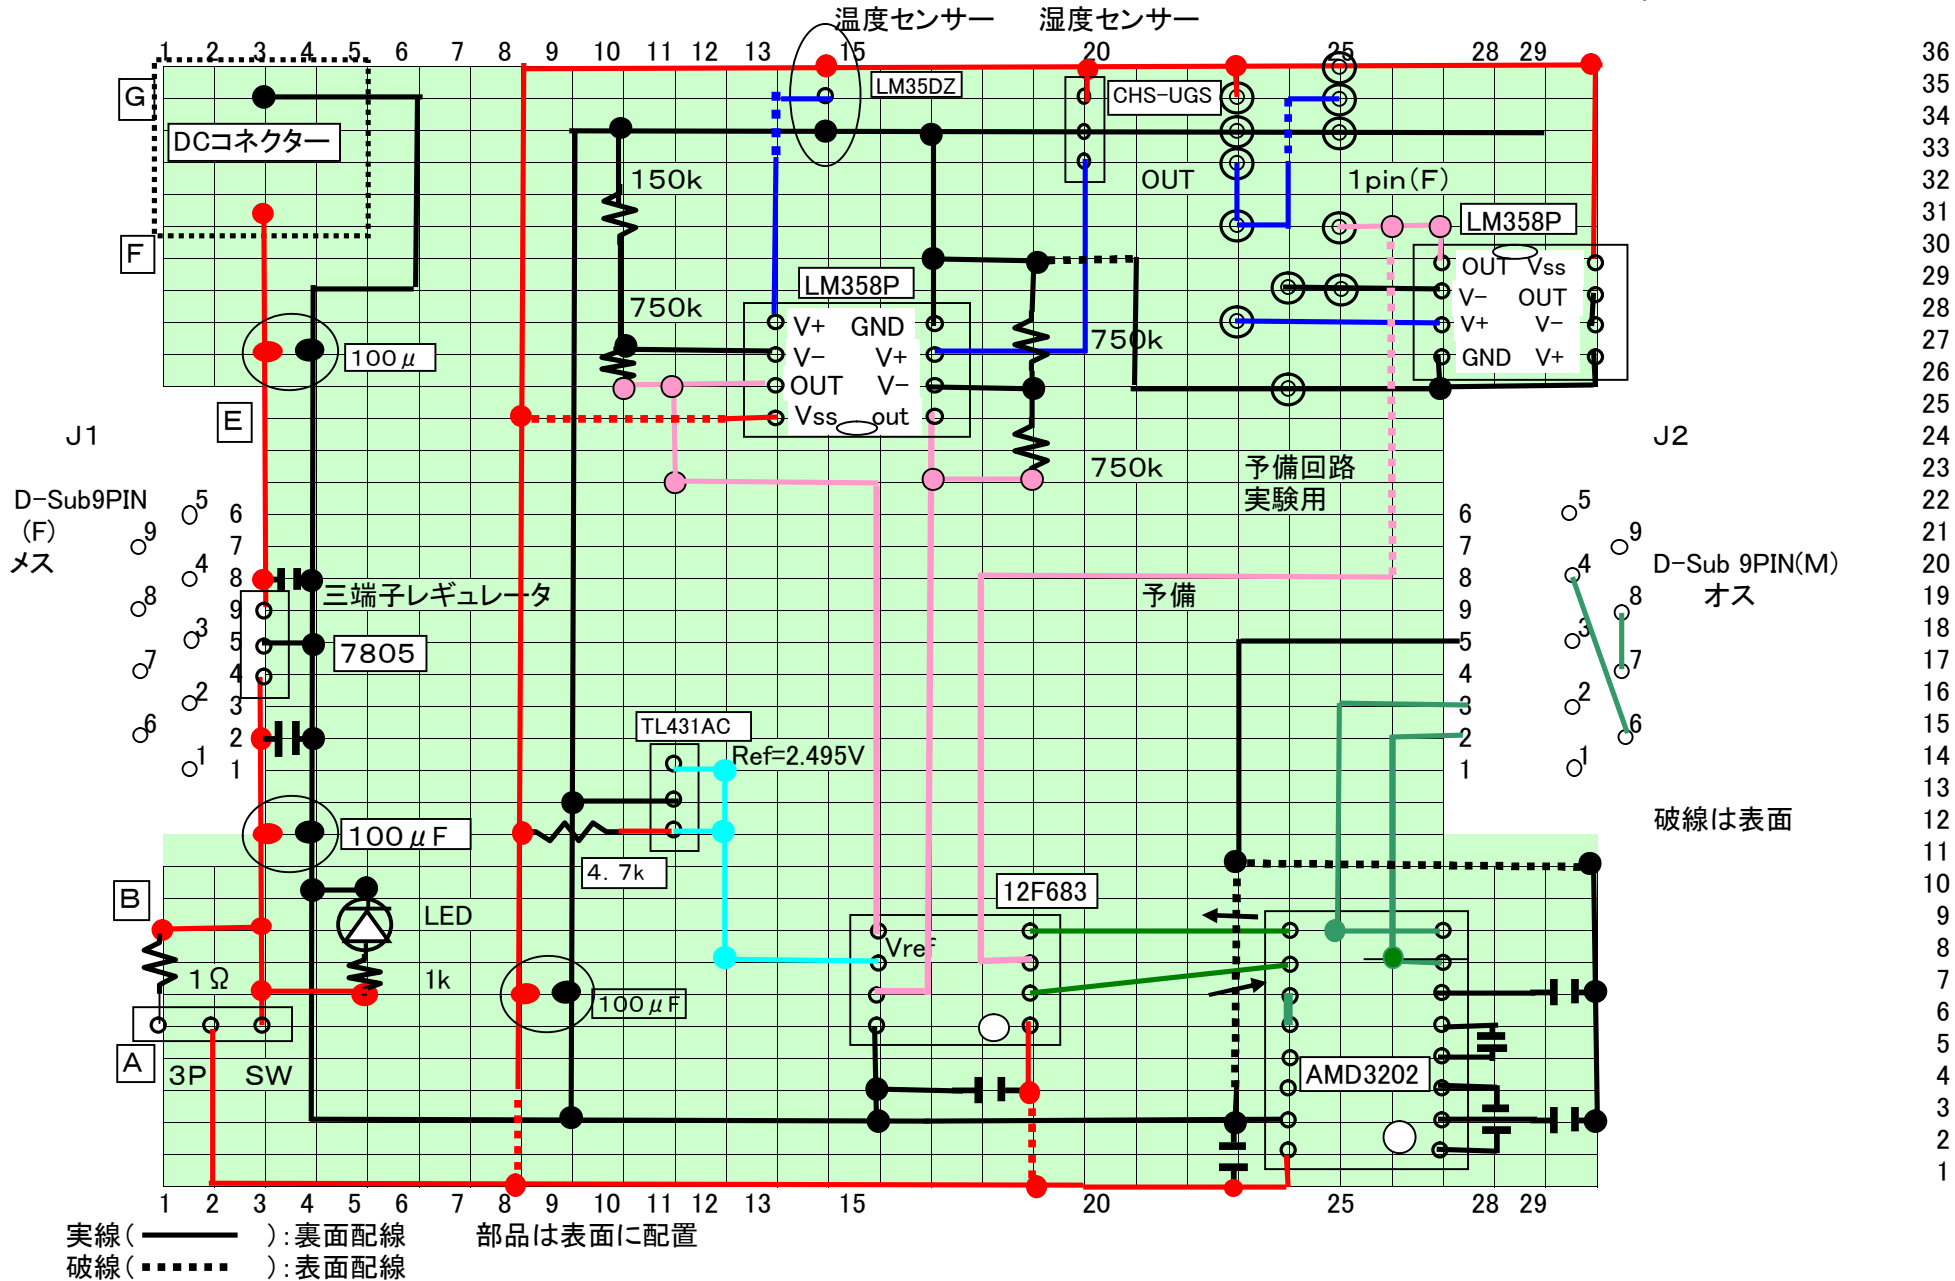 温度センサー 湿度センサー
1 2 3 4 5 6 7 8 9 10 11 12 13 15 20 25 28 29 36
G LM35DZ CHS-UGS 35
34
DCコネクター 33
150k OUT 1pin(F) 32
LM358P 31
F OUT Vss 30
LM358P V- OUT 29
750k V+ V- 28
V+ GND
100μ V- V+ 750k GND V+ 27
OUT V- 26
E Vss out 25
J1 J2 24
750k 予備回路 23
D-Sub9PIN 5 6 実験用 6 5 22
(F) 9 7 7 9 21
メス 4 8 8 4 D-Sub 9PIN(M) 20
8 9 三端子レギュレータ 予備 9 8 オス 19
3 5 7805 5 3 18
7 4 4 7 17
2 3 3 2 16
6 2 TL431AC 2 6 15
1 1 Ref=2.495V 1 1 14
13
100μF 破線は表面 12
4.7k 11
B 12F683 10
LED 9
Vref 8
1Ω 1k 7
100μF 6
A 3P SW AMD3202 5
4
3
2
1
1 2 3 4 5 6 7 8 9 10 11 12 13 15 20 25 28 29
実線( ):裏面配線 部品は表面に配置
破線( ):表面配線